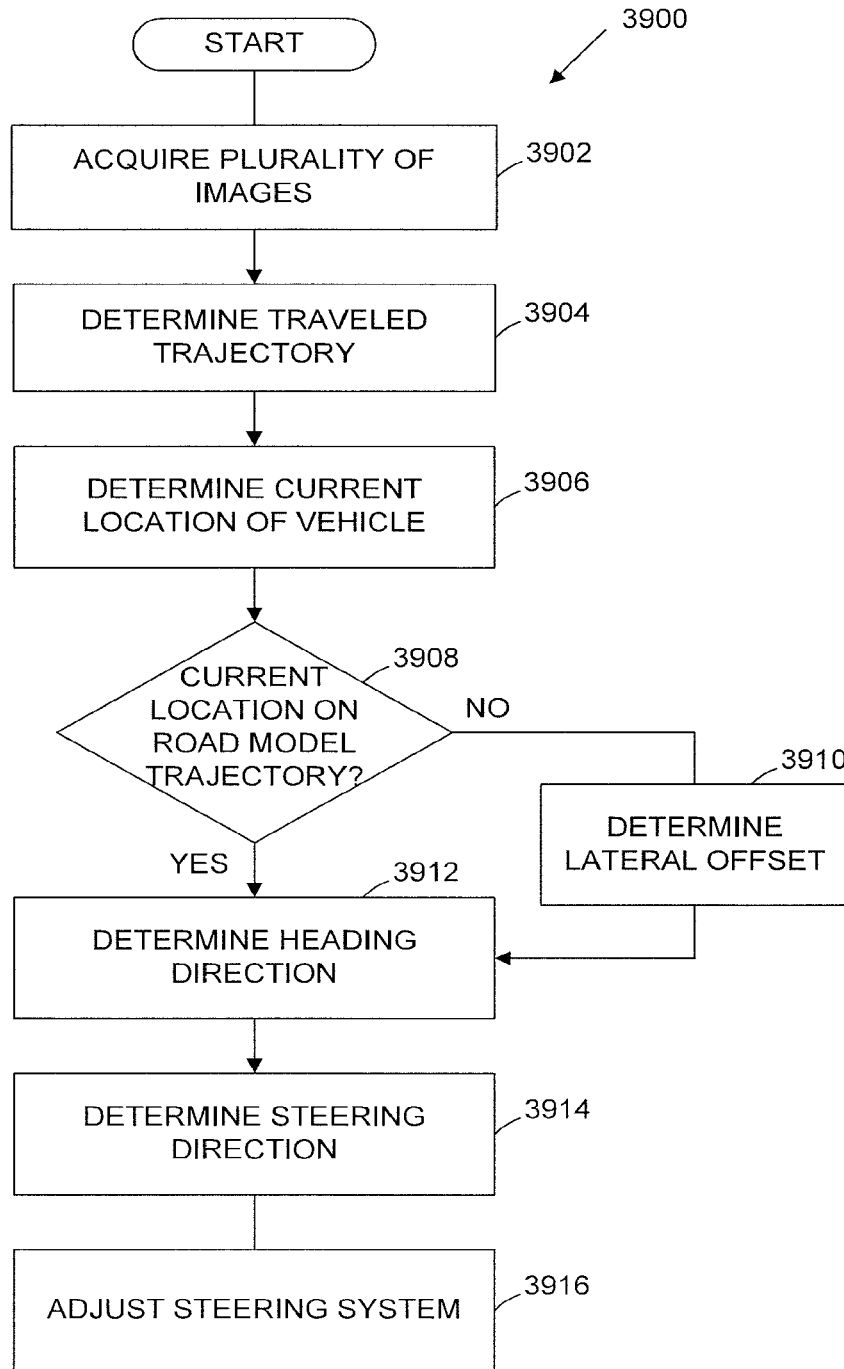 START
3900
ACQUIRE PLURALITY OF
IMAGES
3902
DETERMINE TRAVELED
TRAJECTORY
3904
DETERMINE CURRENT
LOCATION OF VEHICLE
3906
CURRENT
LOCATION ON
ROAD MODEL
TRAJECTORY?
3908
NO
3910
DETERMINE
LATERAL OFFSET
YES
3912
DETERMINE HEADING
DIRECTION
DETERMINE STEERING
DIRECTION
3914
ADJUST STEERING SYSTEM
3916